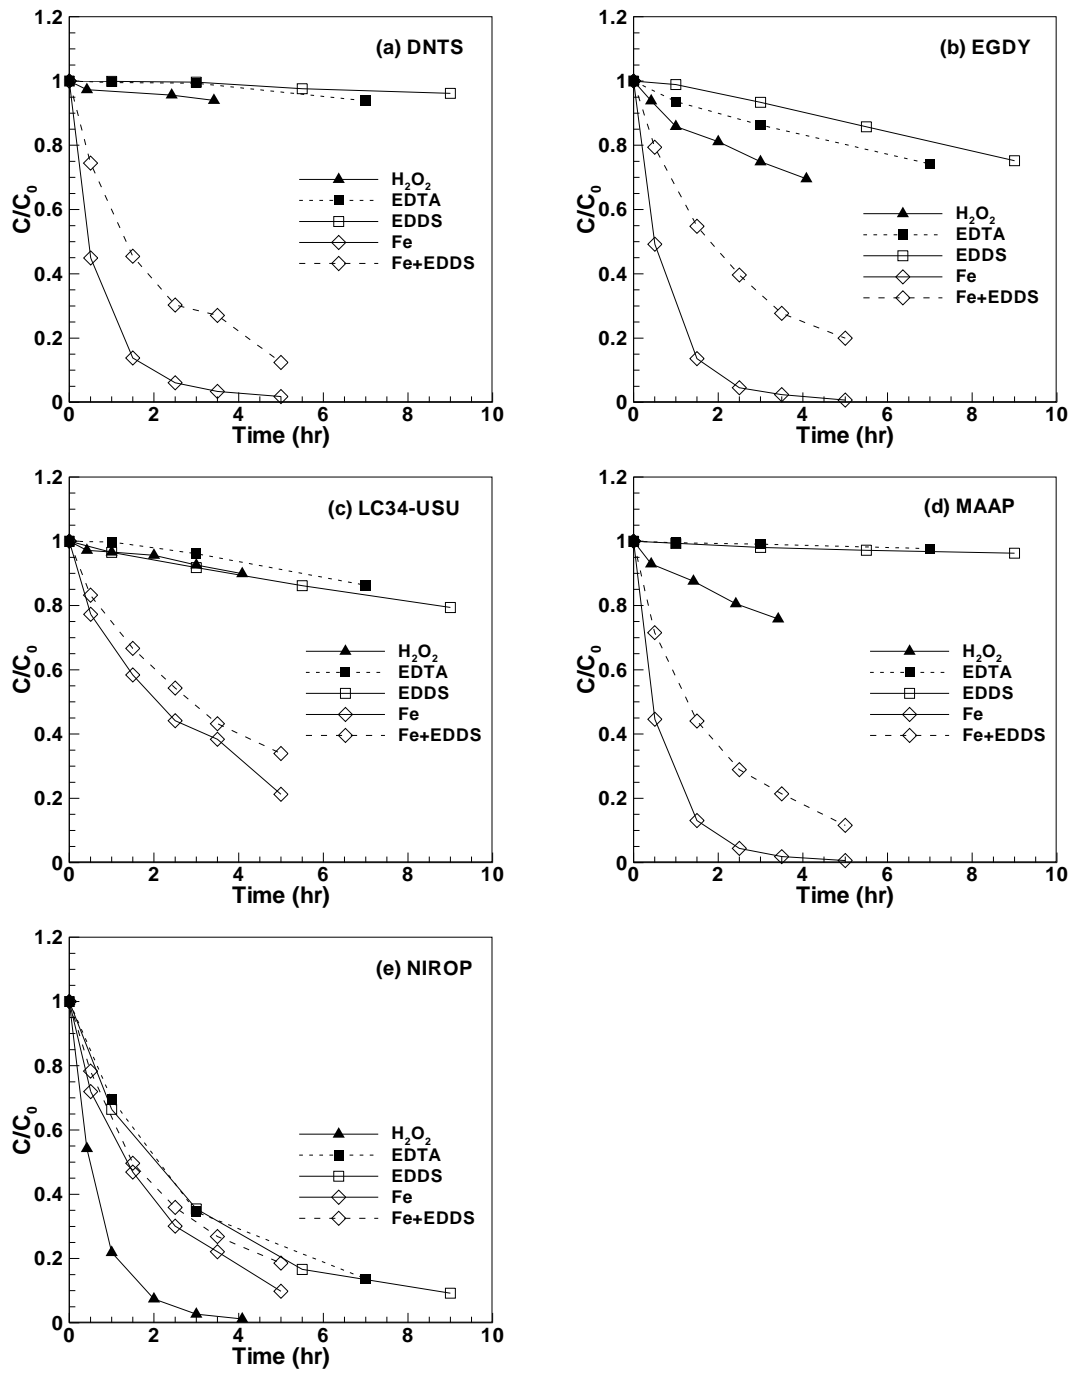 (a) DNTS
C/C₀
1.2
1
0.8
0.6
0.4
0.2
0
H₂O₂
EDTA
EDDS
Fe
Fe+EDDS
0 2 4 6 8 10
Time (hr)
(b) EGDY
C/C₀
1.2
1
0.8
0.6
0.4
0.2
0
H₂O₂
EDTA
EDDS
Fe
Fe+EDDS
0 2 4 6 8 10
Time (hr)
(c) LC34-USU
C/C₀
1.2
1
0.8
0.6
0.4
0.2
0
H₂O₂
EDTA
EDDS
Fe
Fe+EDDS
0 2 4 6 8 10
Time (hr)
(d) MAAP
C/C₀
1.2
1
0.8
0.6
0.4
0.2
0
H₂O₂
EDTA
EDDS
Fe
Fe+EDDS
0 2 4 6 8 10
Time (hr)
(e) NIROP
C/C₀
1.2
1
0.8
0.6
0.4
0.2
0
H₂O₂
EDTA
EDDS
Fe
Fe+EDDS
0 2 4 6 8 10
Time (hr)